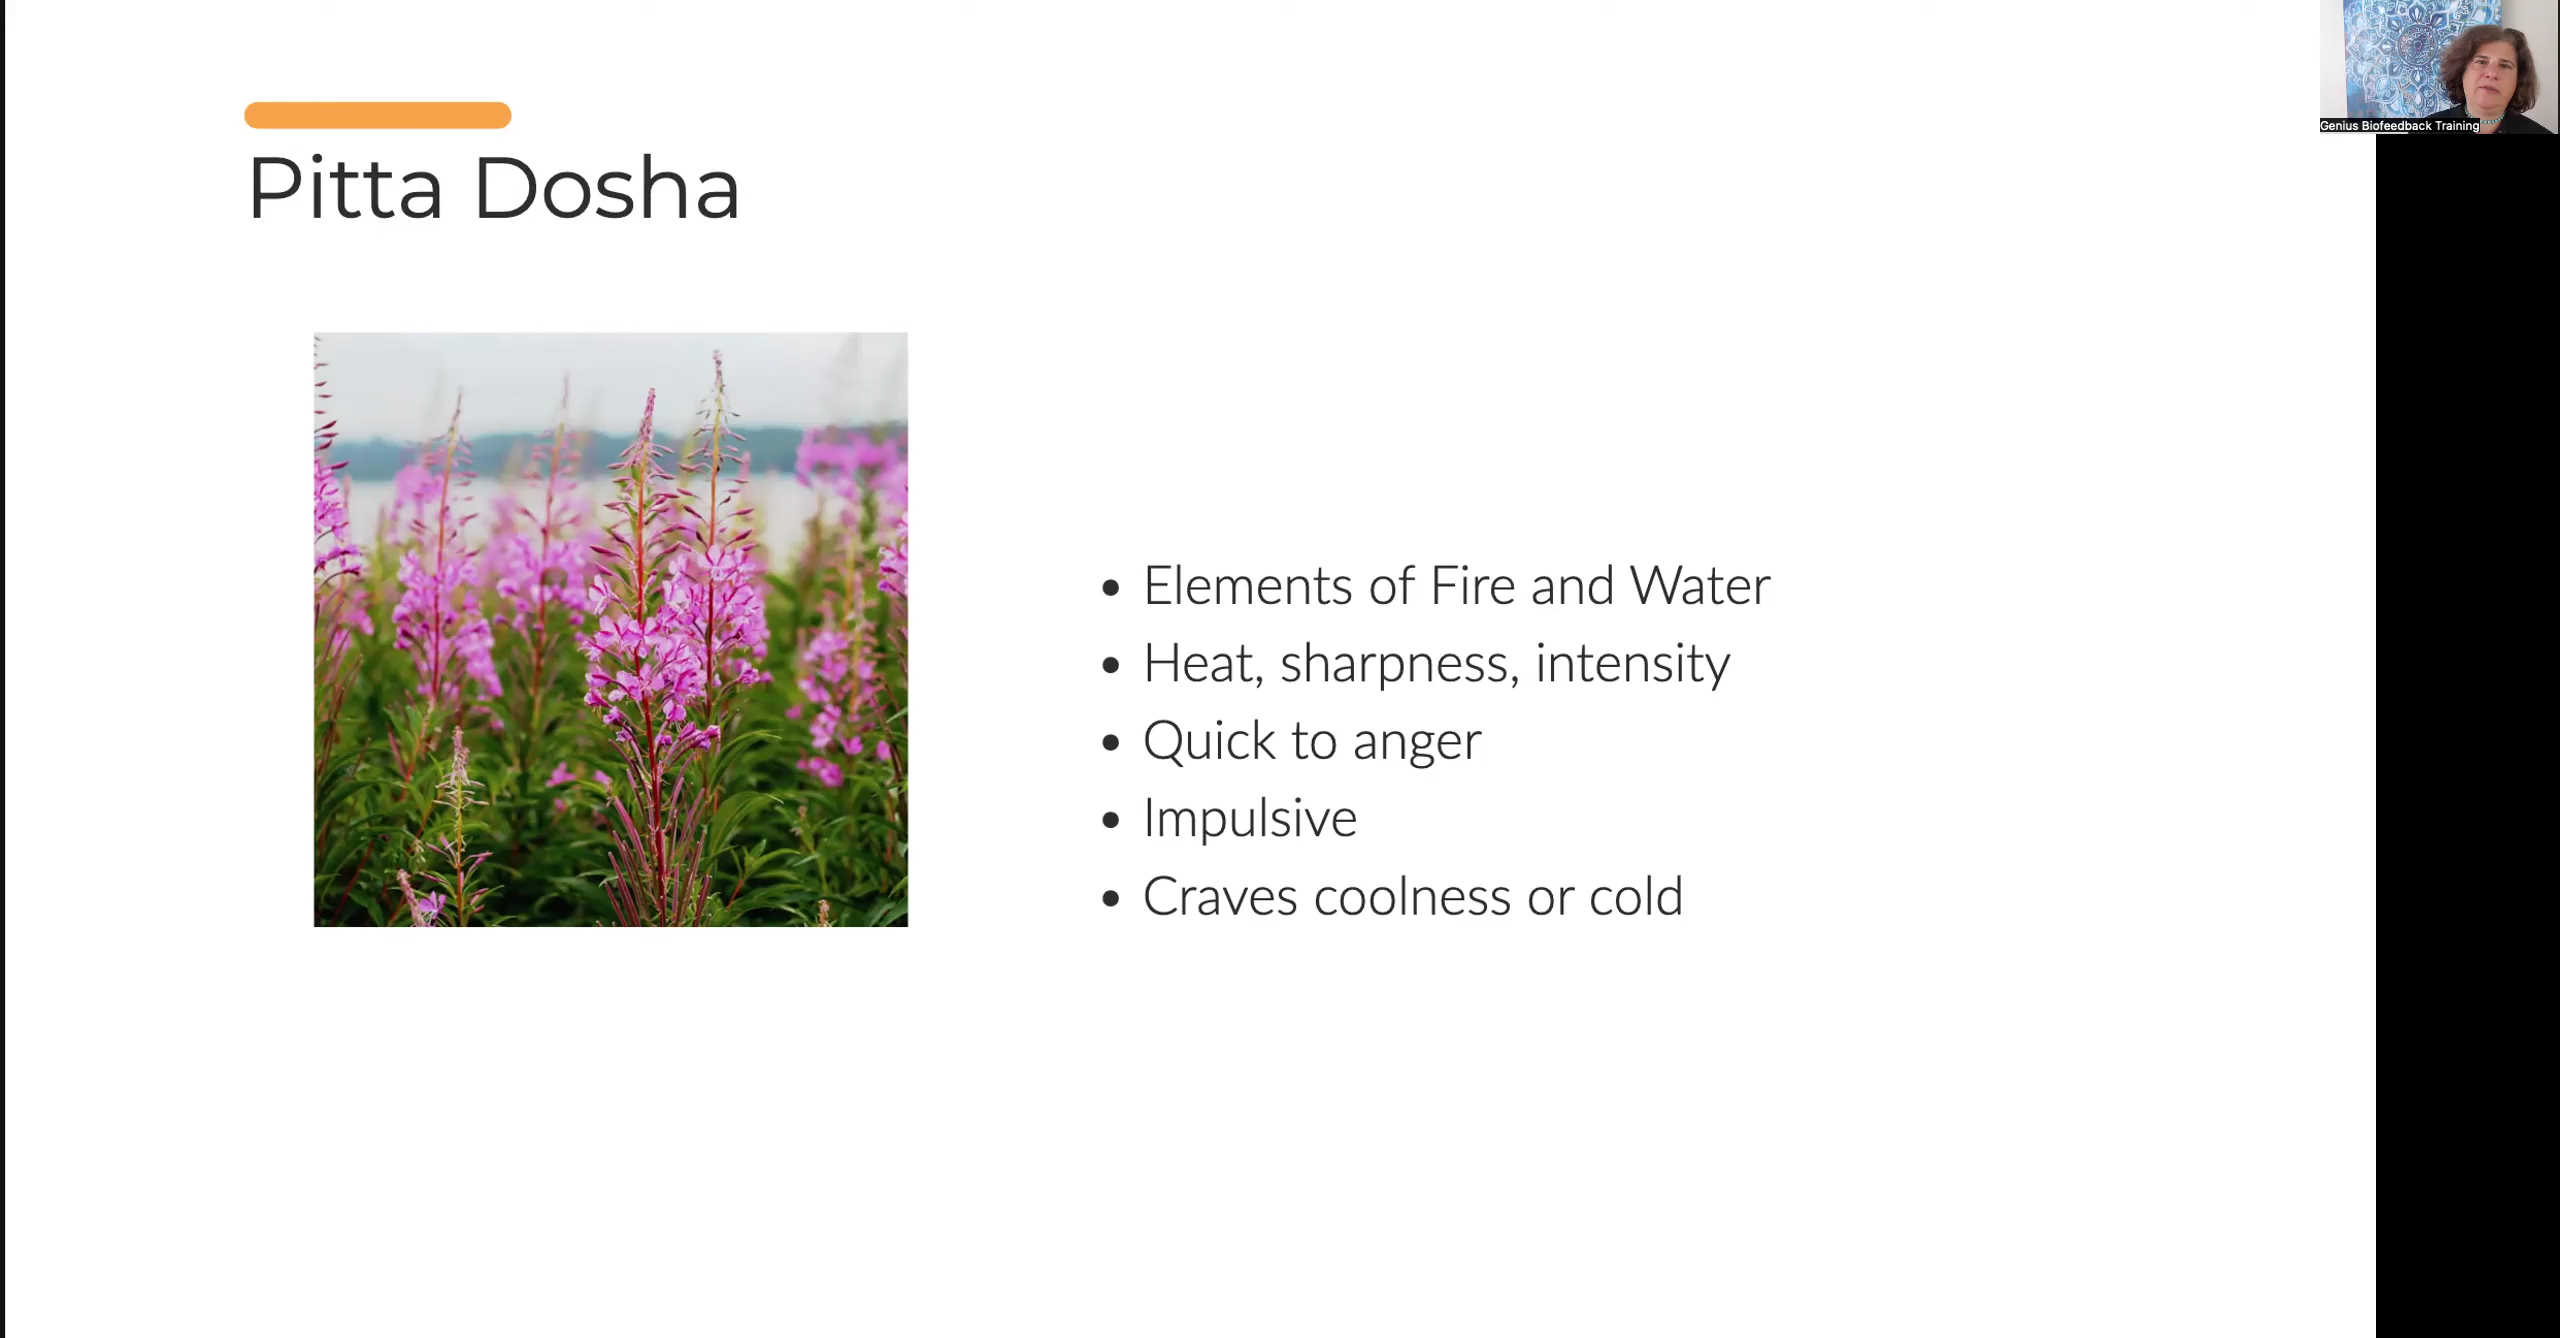 Genius Biofeedback Training
Pitta Dosha
• Elements of Fire and Water
• Heat, sharpness, intensity
• Quick to anger
• Impulsive
• Craves coolness or cold